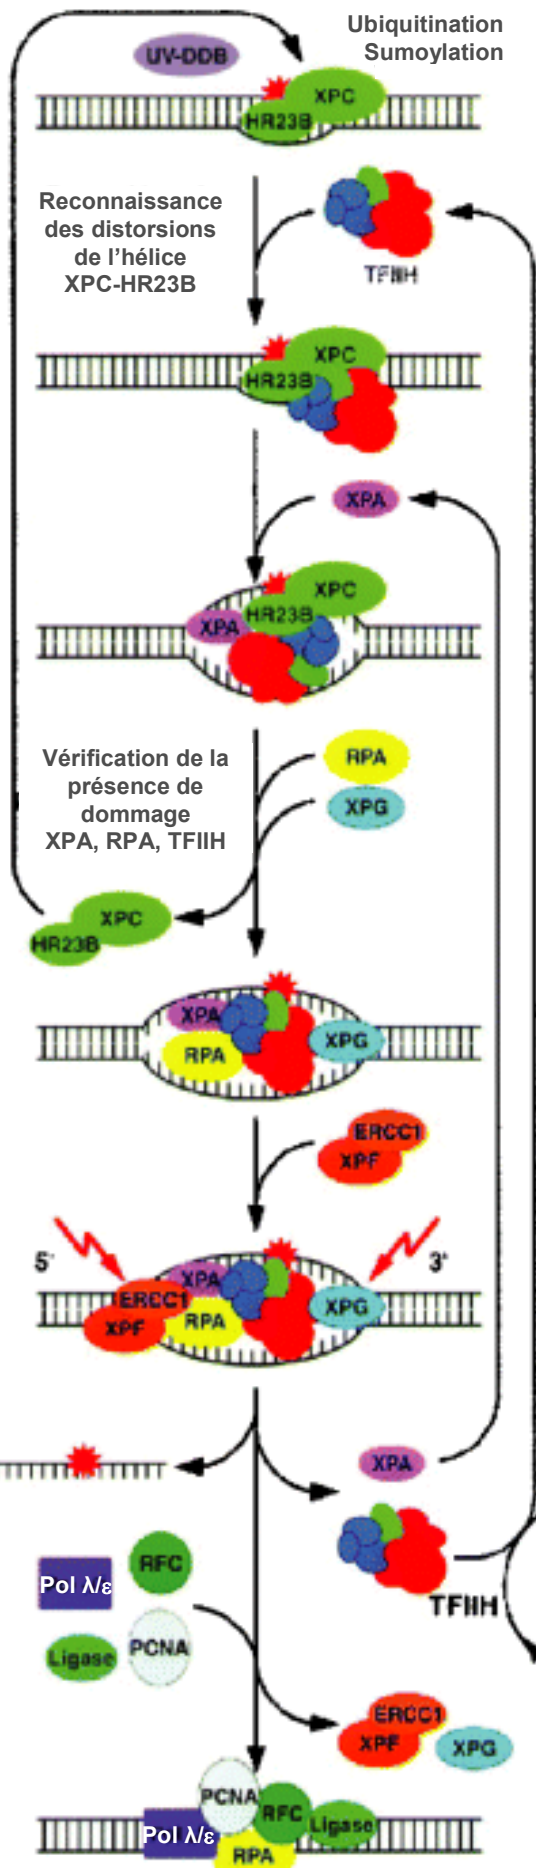 Ubiquitination
Sumoylation
UV-DDB
XPC
HR23B
Reconnaissance
des distorsions
de l’hélice
XPC-HR23B
TFIIH
XPC
HR23B
XPA
XPC
HR23B
XPA
Vérification de la
présence de
dommage
XPA, RPA, TFIIH
RPA
XPG
XPC
HR23B
XPA
RPA
XPG
ERCC1
XPF
5'
3'
XPA
ERCC1
XPF
RPA
XPG
XPA
RFC
Pol λ/ε
TFIIH
PCNA
Ligase
ERCC1
XPF
XPG
PCNA
RFC
Ligase
Pol λ/ε
RPA